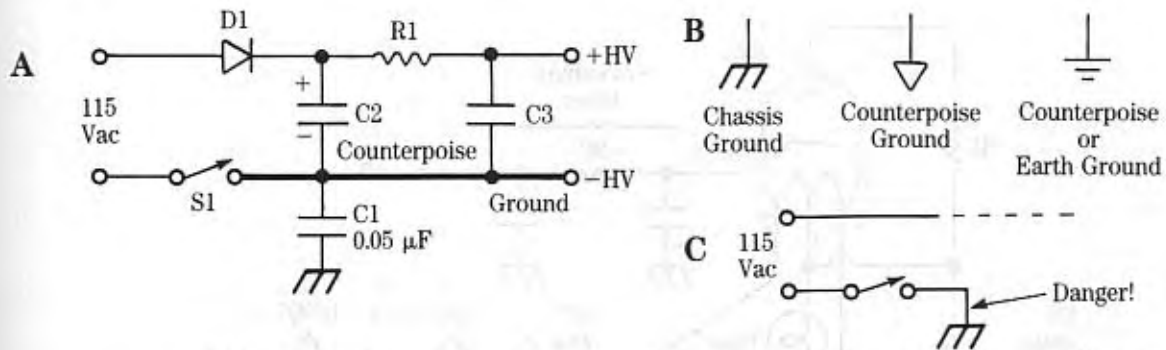 A
D1
R1
+HV
115
Vac
+
−
C2
C3
Counterpoise
S1
−HV
Ground
C1
0.05 µF
B
Chassis
Ground
Counterpoise
Ground
Counterpoise
or
Earth Ground
C
115
Vac
Danger!